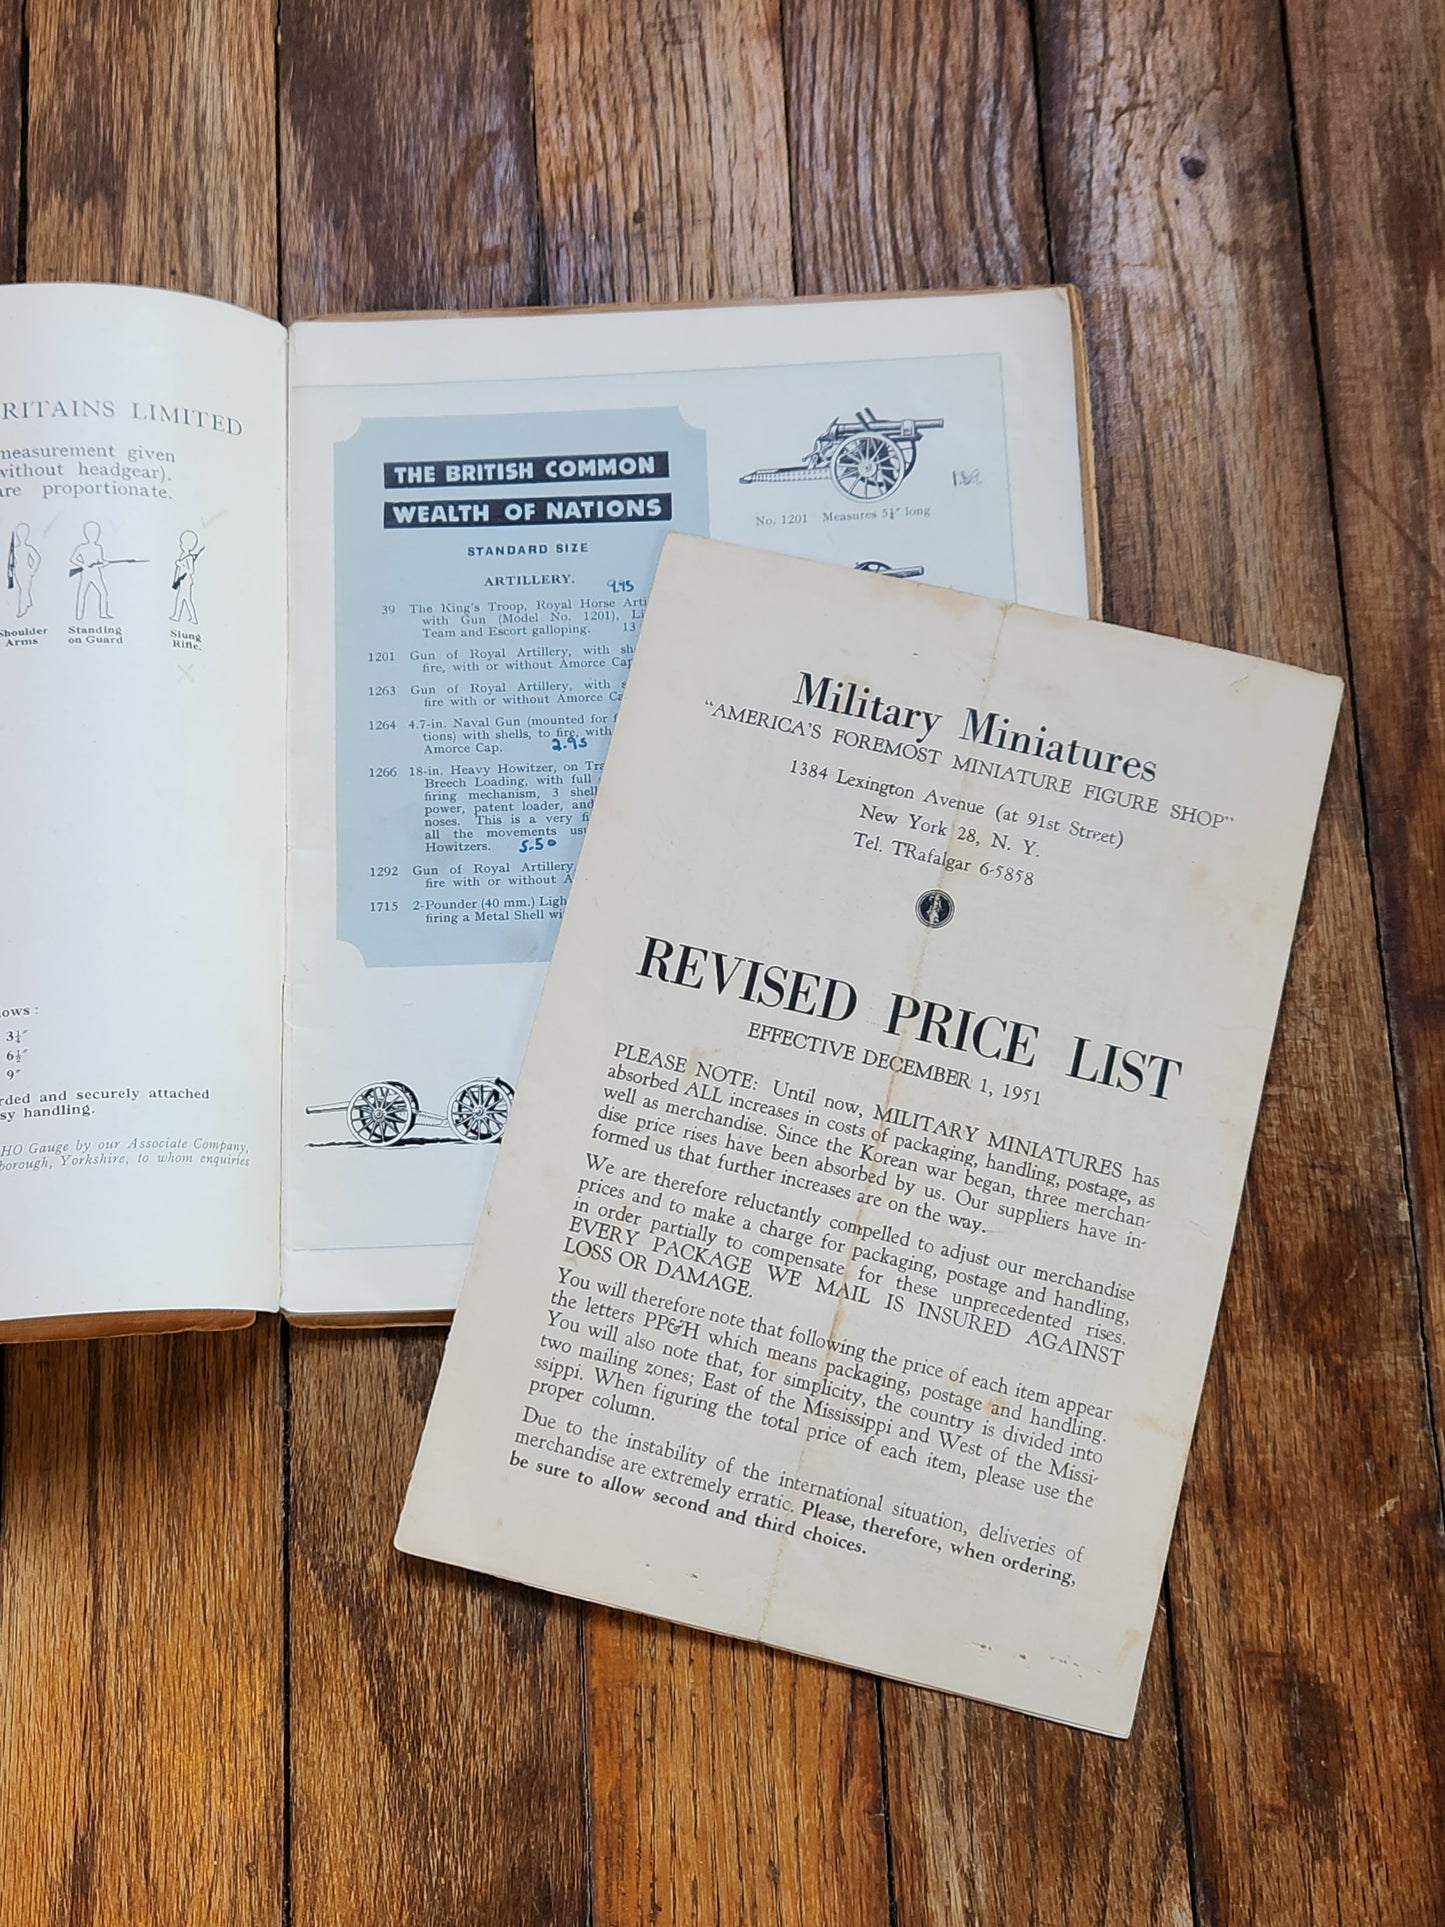 RITAINS LIMITED
measurement given
without headgear).
are proportionate.
Shoulder Arms
Standing on Guard
Slung Rifle.
ows :
3¼″
6½″
9″
rded and securely attached
sy handling.
HO Gauge by our Associate Company,
borough, Yorkshire, to whom enquiries
THE BRITISH COMMON
WEALTH OF NATIONS
STANDARD SIZE
ARTILLERY.
9.95
39 The King's Troop, Royal Horse Arti
with Gun (Model No. 1201), Li
Team and Escort galloping. 13
1201 Gun of Royal Artillery, with sh
fire, with or without Amorce Cap
1263 Gun of Royal Artillery, with s
fire with or without Amorce Ca
1264 4.7-in. Naval Gun (mounted for f
tions) with shells, to fire, with
Amorce Cap. 2.95
1266 18-in. Heavy Howitzer, on Tra
Breech Loading, with full
firing mechanism, 3 shell
power, patent loader, and
noses. This is a very fi
all the movements usu
Howitzers. 5.50
1292 Gun of Royal Artillery,
fire with or without A
1715 2-Pounder (40 mm.) Ligh
firing a Metal Shell wi
No. 1201 Measures 5¼″ long
Military Miniatures
"AMERICA'S FOREMOST MINIATURE FIGURE SHOP"
1384 Lexington Avenue (at 91st Street)
New York 28, N. Y.
Tel. TRafalgar 6-5858
REVISED PRICE LIST
EFFECTIVE DECEMBER 1, 1951
PLEASE NOTE: Until now, MILITARY MINIATURES has
absorbed ALL increases in costs of packaging, handling, postage, as
well as merchandise. Since the Korean war began, three merchan-
dise price rises have been absorbed by us. Our suppliers have in-
formed us that further increases are on the way.
We are therefore reluctantly compelled to adjust our merchandise
prices and to make a charge for packaging, postage and handling,
in order partially to compensate for these unprecedented rises.
EVERY PACKAGE WE MAIL IS INSURED AGAINST
LOSS OR DAMAGE.
You will therefore note that following the price of each item appear
the letters PP&H which means packaging, postage and handling.
You will also note that, for simplicity, the country is divided into
two mailing zones; East of the Mississippi and West of the Missi-
ssippi. When figuring the total price of each item, please use the
proper column.
Due to the instability of the international situation, deliveries of
merchandise are extremely erratic. Please, therefore, when ordering,
be sure to allow second and third choices.